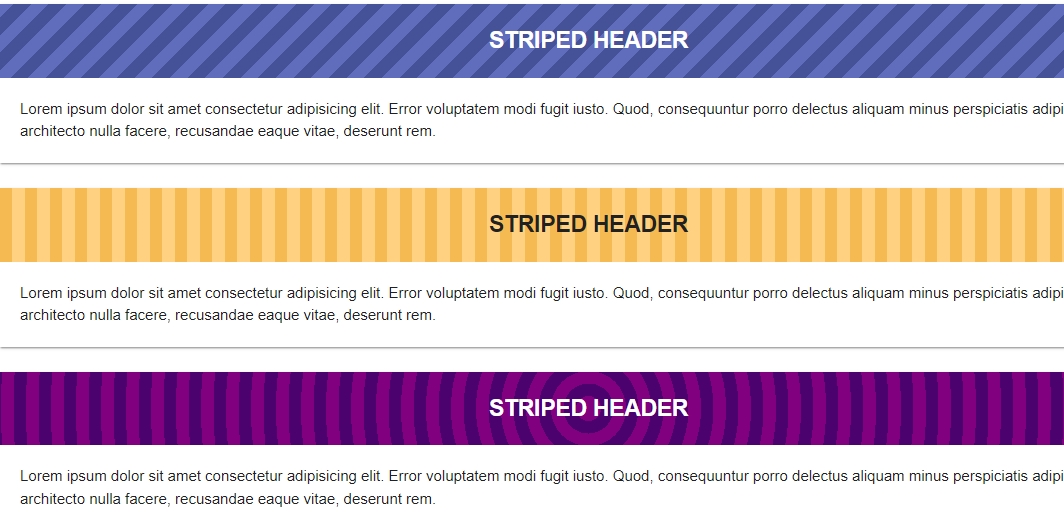 STRIPED HEADER
Lorem ipsum dolor sit amet consectetur adipisicing elit. Error voluptatem modi fugit iusto. Quod, consequuntur porro delectus aliquam minus perspiciatis adipi
architecto nulla facere, recusandae eaque vitae, deserunt rem.
STRIPED HEADER
Lorem ipsum dolor sit amet consectetur adipisicing elit. Error voluptatem modi fugit iusto. Quod, consequuntur porro delectus aliquam minus perspiciatis adipi
architecto nulla facere, recusandae eaque vitae, deserunt rem.
STRIPED HEADER
Lorem ipsum dolor sit amet consectetur adipisicing elit. Error voluptatem modi fugit iusto. Quod, consequuntur porro delectus aliquam minus perspiciatis adipi
architecto nulla facere, recusandae eaque vitae, deserunt rem.